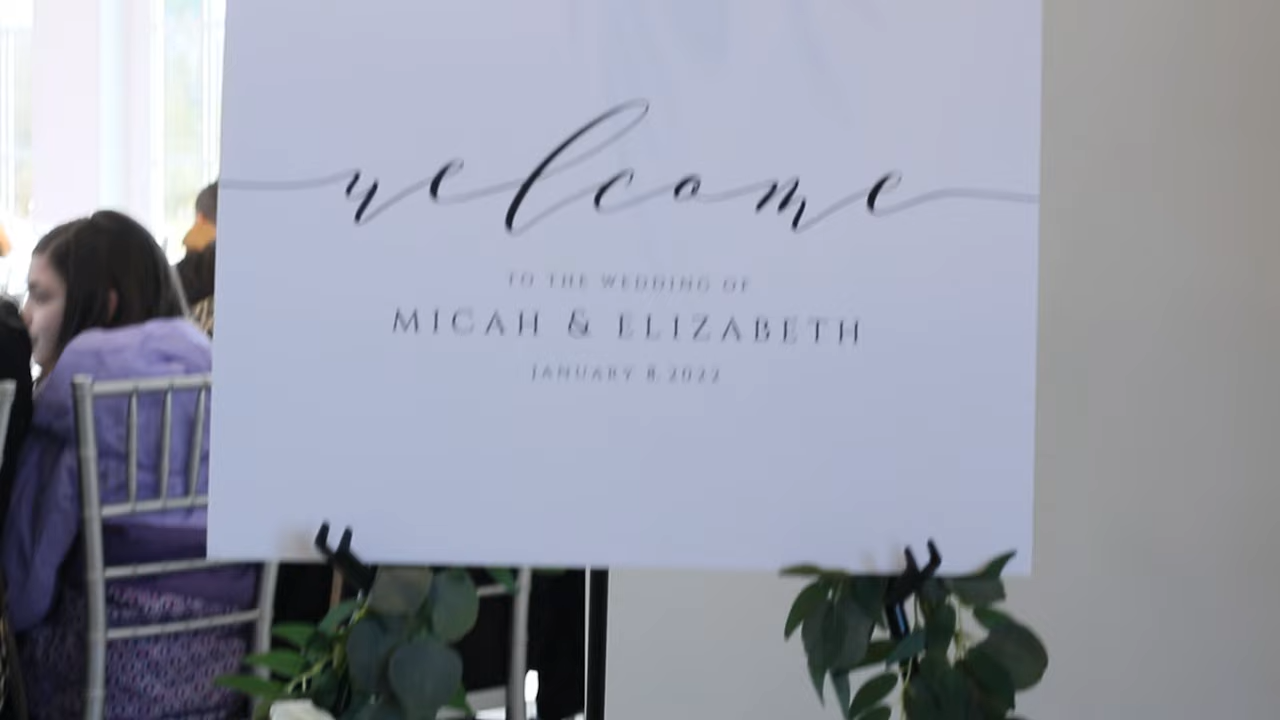 welcome
TO THE WEDDING OF
MICAH & ELIZABETH
JANUARY 8.2022